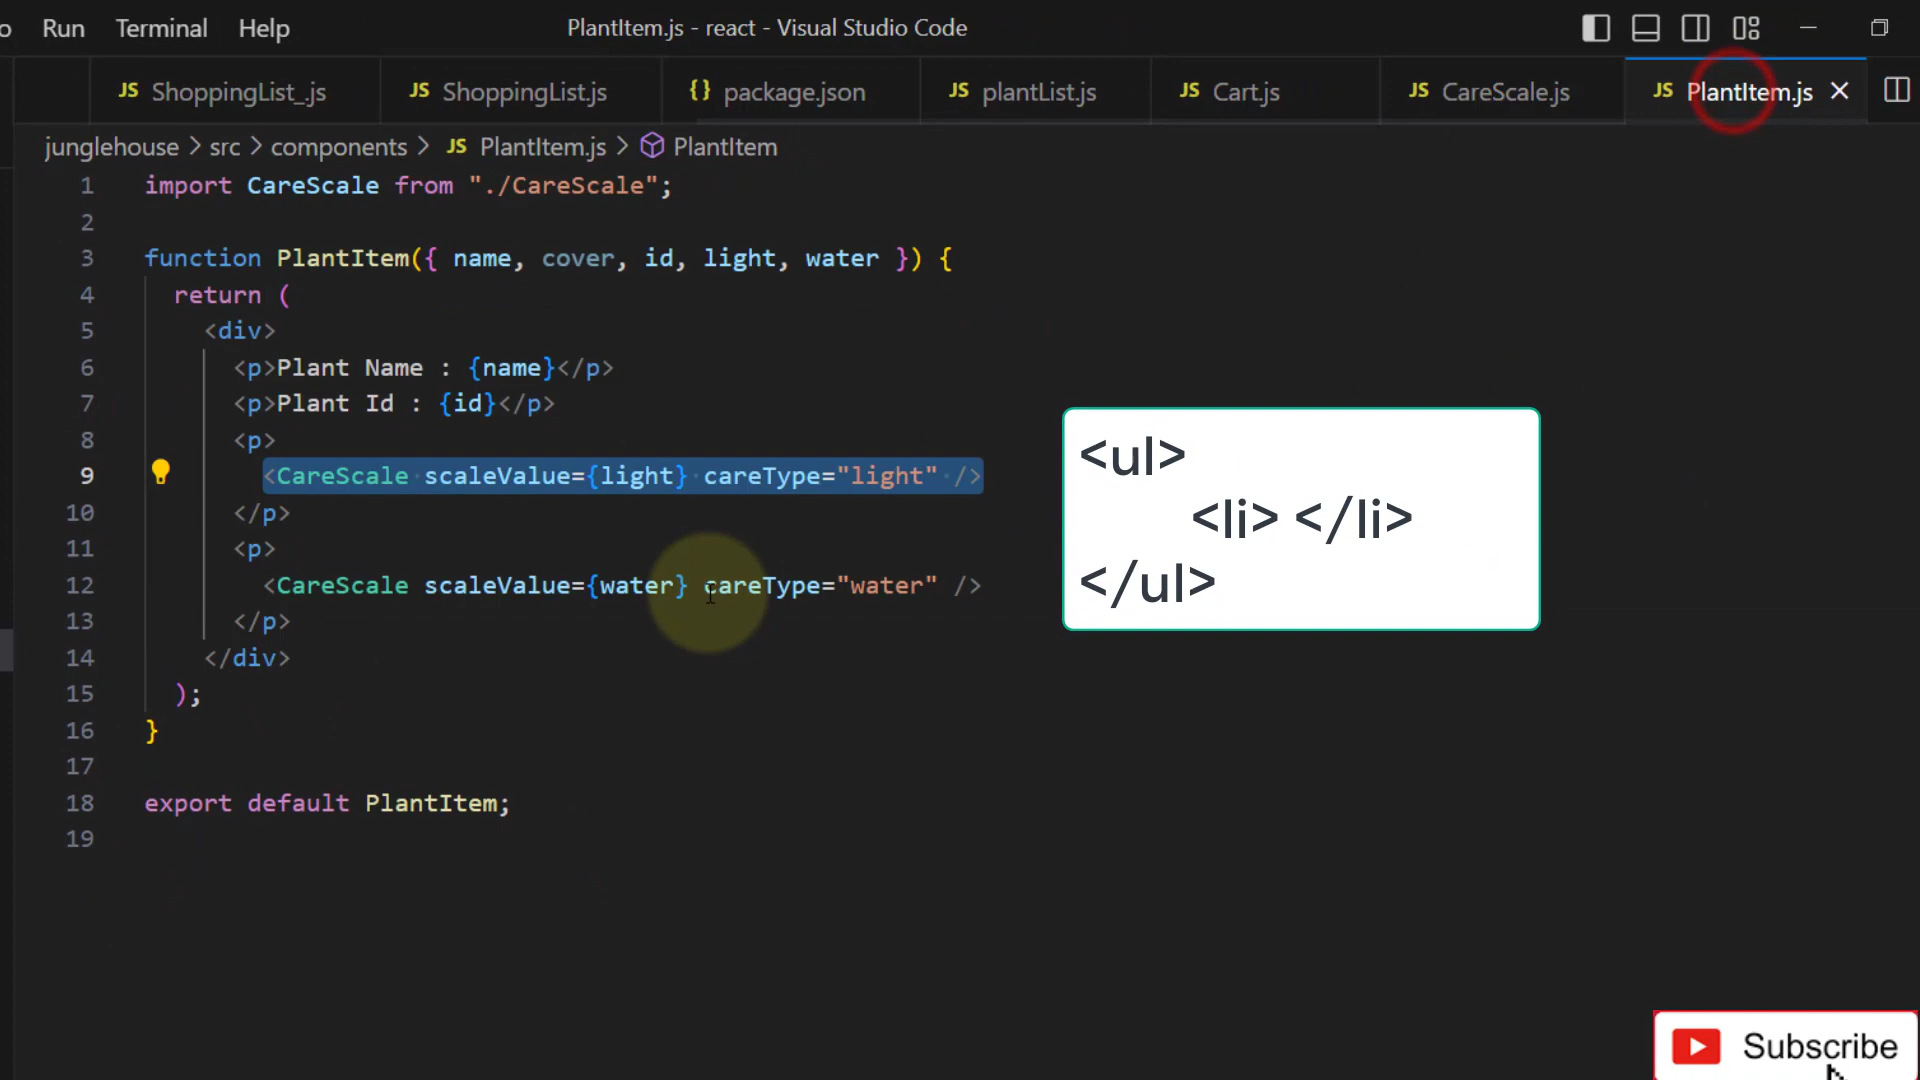 Run Terminal Help PlantItem.js - react - Visual Studio Code
JS ShoppingList_.js JS ShoppingList.js {} package.json JS plantList.js JS Cart.js JS CareScale.js JS PlantItem.js
junglehouse > src > components > JS PlantItem.js > PlantItem
1 import CareScale from "./CareScale";
2
3 function PlantItem({ name, cover, id, light, water }) {
4 return (
5 <div>
6 <p>Plant Name : {name}</p>
7 <p>Plant Id : {id}</p>
8 <p>
9 <CareScale scaleValue={light} careType="light" />
10 </p>
11 <p>
12 <CareScale scaleValue={water} careType="water" />
13 </p>
14 </div>
15 );
16 }
17
18 export default PlantItem;
19
<ul>
<li> </li>
</ul>
Subscribe